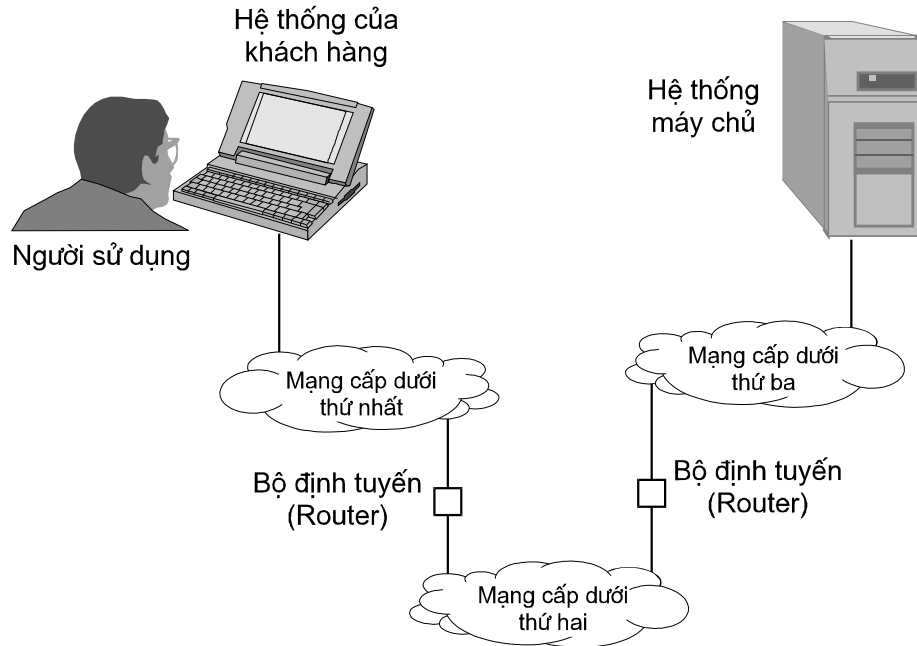 Hệ thống của
khách hàng
Hệ thống
máy chủ
Người sử dụng
Mạng cấp dưới
thứ nhất
Mạng cấp dưới
thứ ba
Bộ định tuyến
(Router)
Bộ định tuyến
(Router)
Mạng cấp dưới
thứ hai